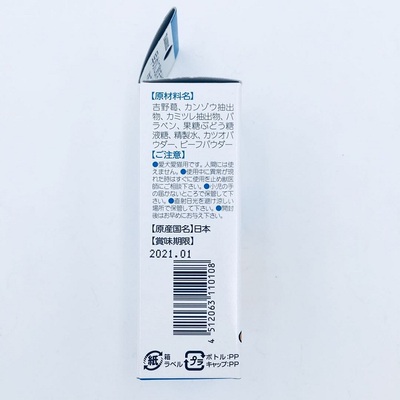 【原材料名】
吉野葛、カンゾウ抽出
物、カミツレ抽出物、パ
ラベン、果糖ぶどう糖
液糖、精製水、カツオパ
ウダー、ビーフパウダー
【ご注意】
●愛犬愛猫用です。人間には使
えません。●使用中に異常が現
れた時はすぐに使用を止め獣医
師にご相談下さい。●小児の手
の届かないところで保管して下
さい。●直射日光を避け涼しい
場所で保管して下さい。●開封
後はお早めにお与え下さい。
【原産国名】日本
【賞味期限】
2021.01
4 512063 110108
紙
箱
ラベル
プラ
ボトル:PP
キャップ:PP